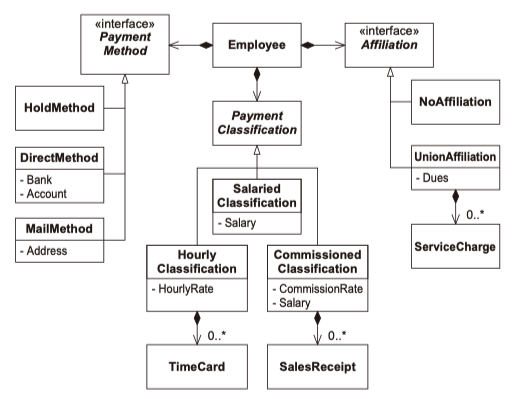 «interface»
Payment
Method
Employee
«interface»
Affiliation
HoldMethod
Payment
Classification
NoAffiliation
DirectMethod
- Bank
- Account
UnionAffiliation
- Dues
Salaried
Classification
- Salary
MailMethod
- Address
0..*
ServiceCharge
Hourly
Classification
- HourlyRate
Commissioned
Classification
- CommissionRate
- Salary
0..*
0..*
TimeCard
SalesReceipt